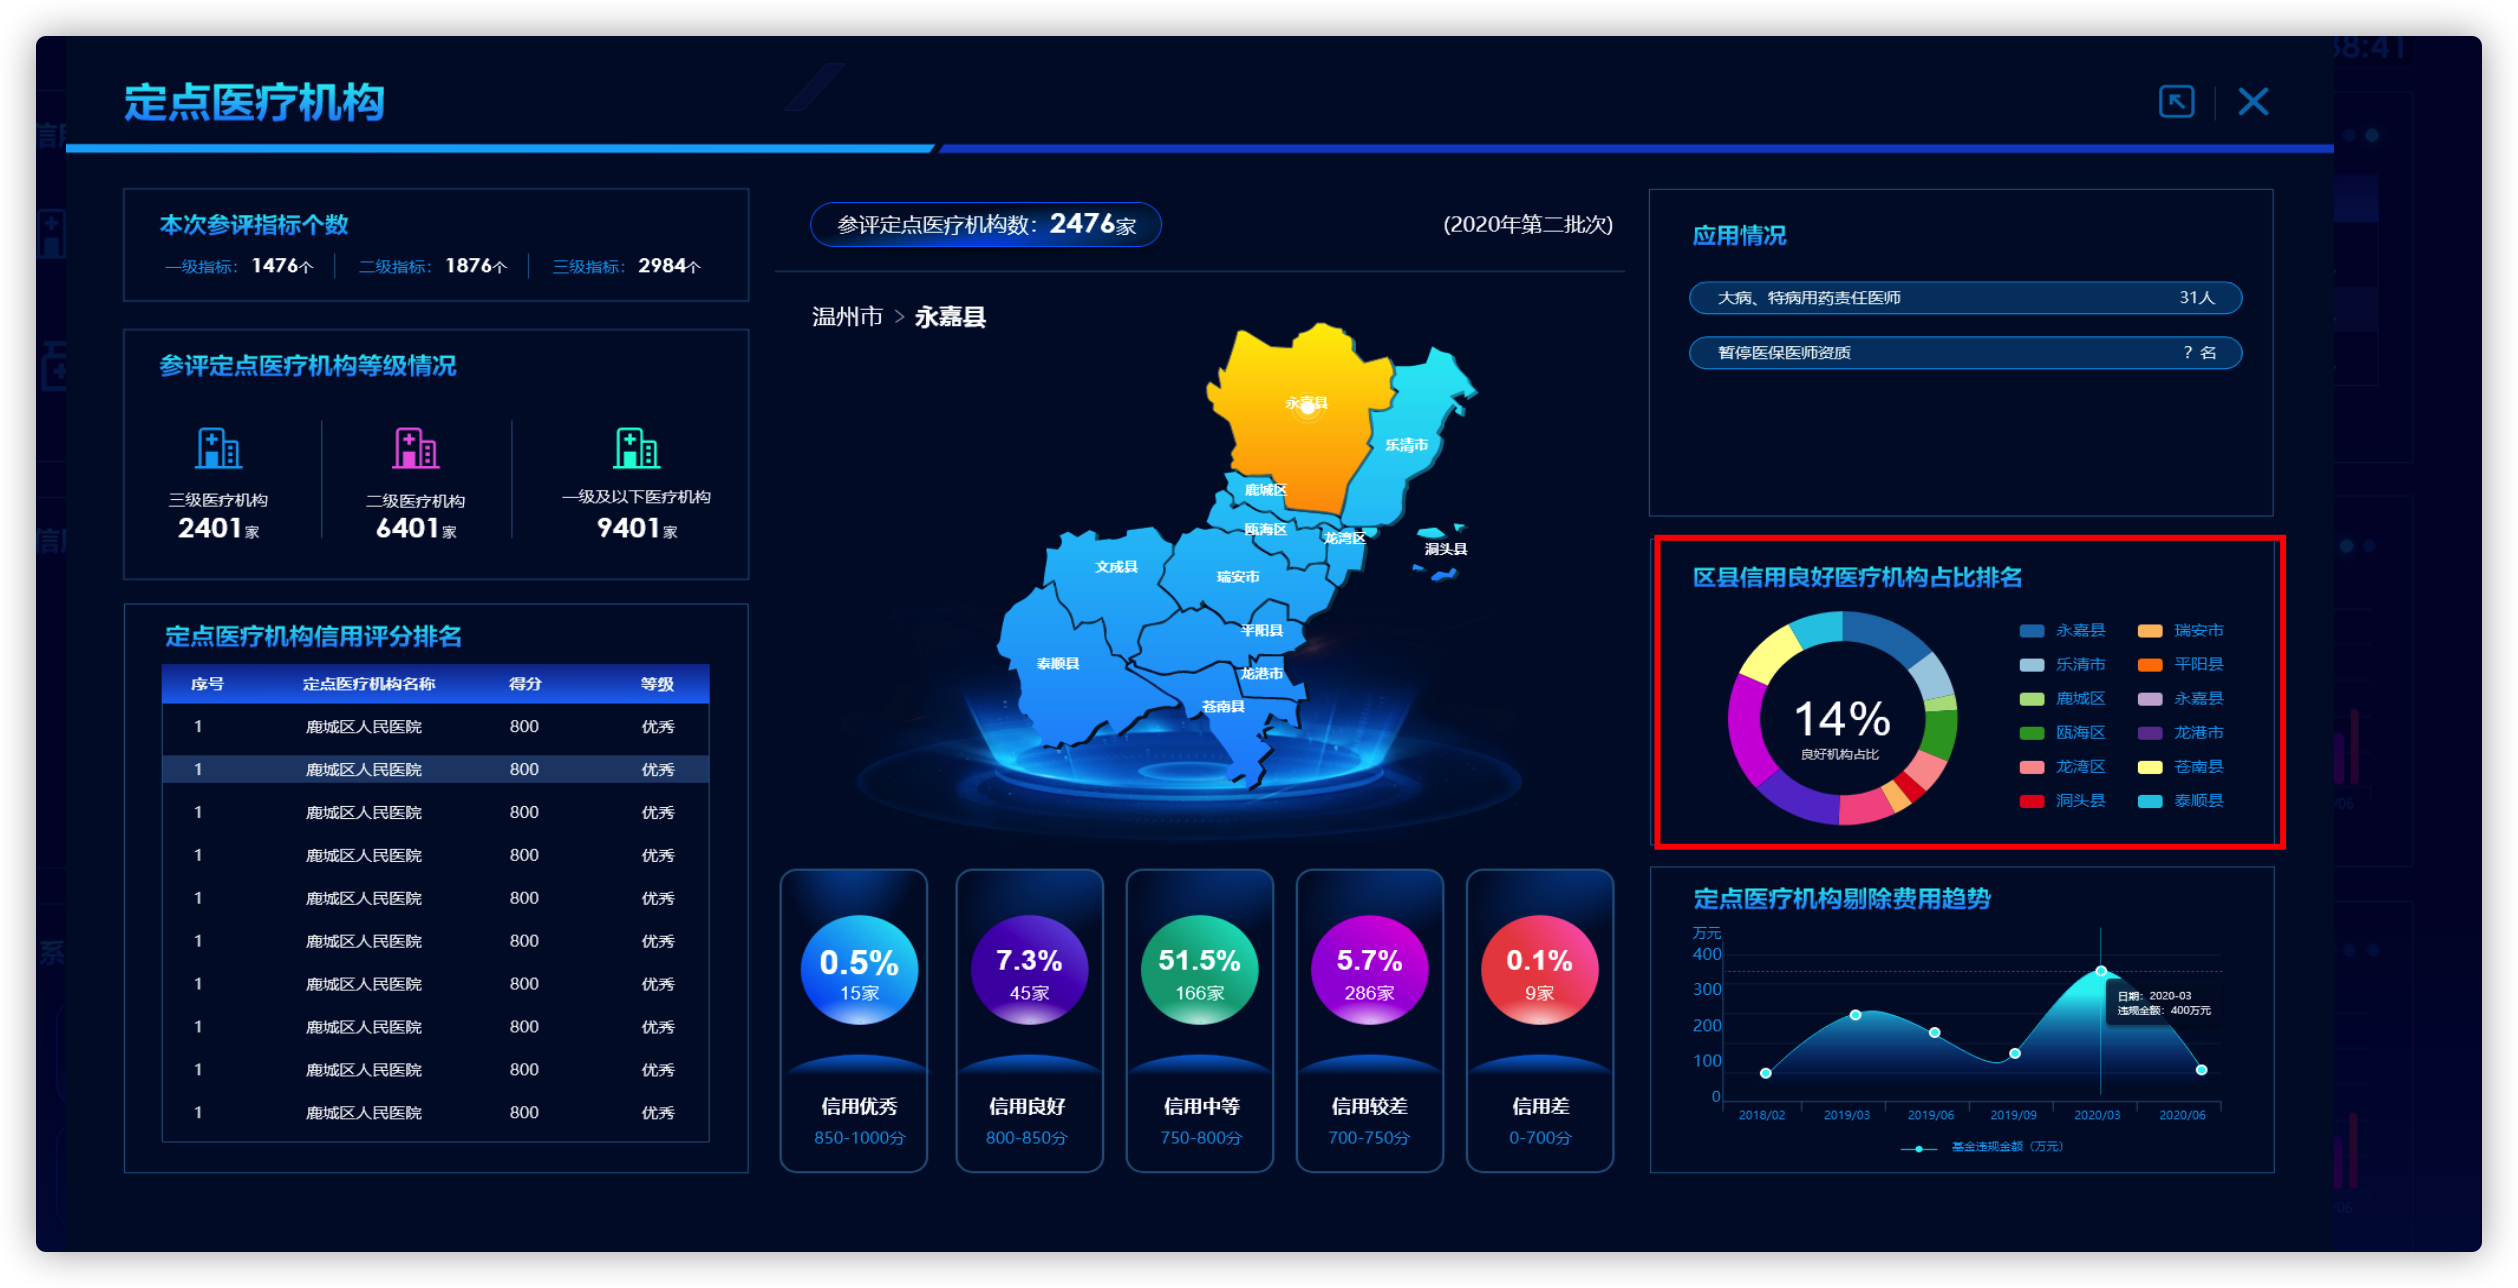 定点医疗机构
本次参评指标个数
一级指标： 1476个
二级指标： 1876个
三级指标： 2984个
参评定点医疗机构等级情况
三级医疗机构
2401家
二级医疗机构
6401家
一级及以下医疗机构
9401家
定点医疗机构信用评分排名
序号 定点医疗机构名称 得分 等级
1 鹿城区人民医院 800 优秀
1 鹿城区人民医院 800 优秀
1 鹿城区人民医院 800 优秀
1 鹿城区人民医院 800 优秀
1 鹿城区人民医院 800 优秀
1 鹿城区人民医院 800 优秀
1 鹿城区人民医院 800 优秀
1 鹿城区人民医院 800 优秀
1 鹿城区人民医院 800 优秀
1 鹿城区人民医院 800 优秀
参评定点医疗机构数：2476家
(2020年第二批次)
温州市 > 永嘉县
永嘉县
乐清市
鹿城区
瓯海区
龙湾区
洞头县
文成县
瑞安市
平阳县
泰顺县
龙港市
苍南县
0.5%
15家
信用优秀
850-1000分
7.3%
45家
信用良好
800-850分
51.5%
166家
信用中等
750-800分
5.7%
286家
信用较差
700-750分
0.1%
9家
信用差
0-700分
应用情况
大病、特病用药责任医师 31人
暂停医保医师资质 ？名
区县信用良好医疗机构占比排名
14%
良好机构占比
永嘉县 瑞安市
乐清市 平阳县
鹿城区 永嘉县
瓯海区 龙港市
龙湾区 苍南县
洞头县 泰顺县
定点医疗机构剔除费用趋势
万元
400
300
200
100
0
日期：2020-03
违规金额：400万元
2018/02 2019/03 2019/06 2019/09 2020/03 2020/06
基金违规金额（万元）